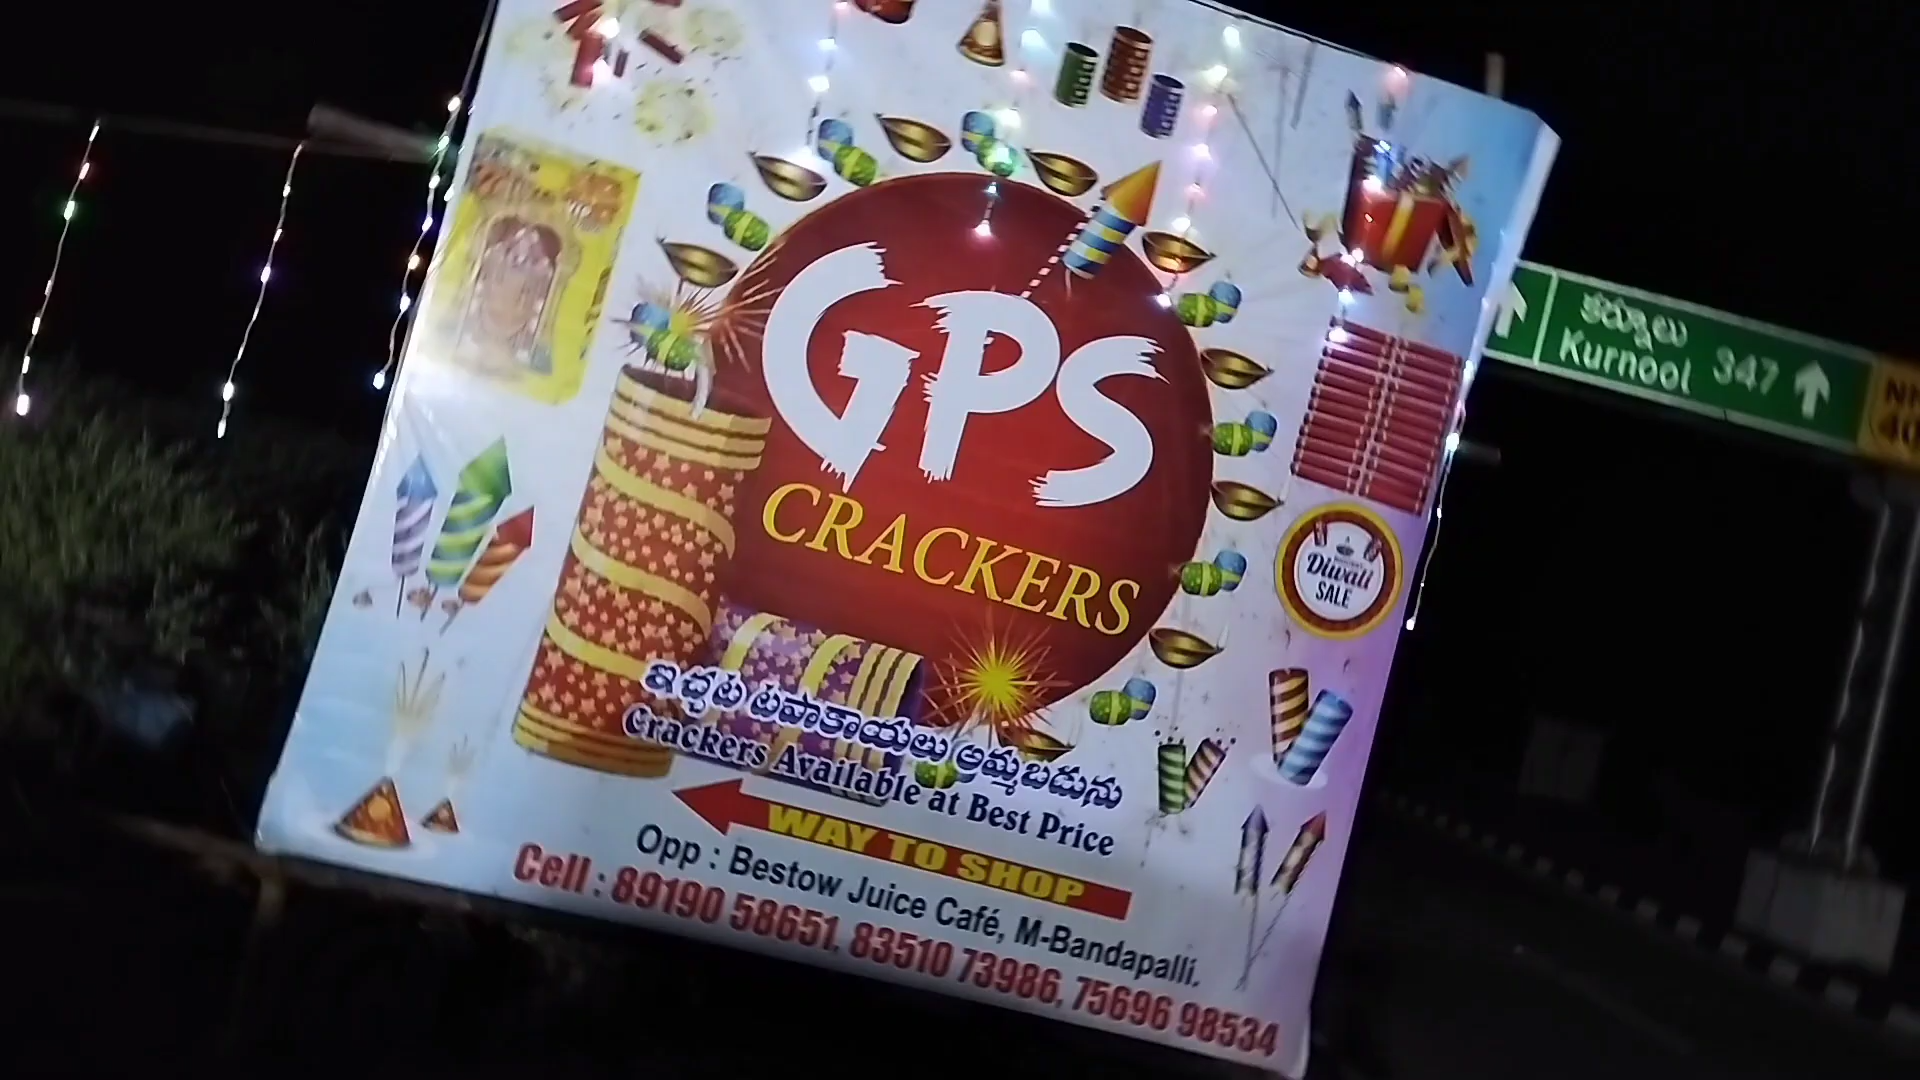 GPS
CRACKERS
Diwali
SALE
ఇచ్చట టపాకాయలు అమ్మబడును
Crackers Available at Best Price
WAY TO SHOP
Opp : Bestow Juice Café, M-Bandapalli.
Cell : 89190 58651, 83510 73986, 75696 98534
కర్నూలు
Kurnool 347
40